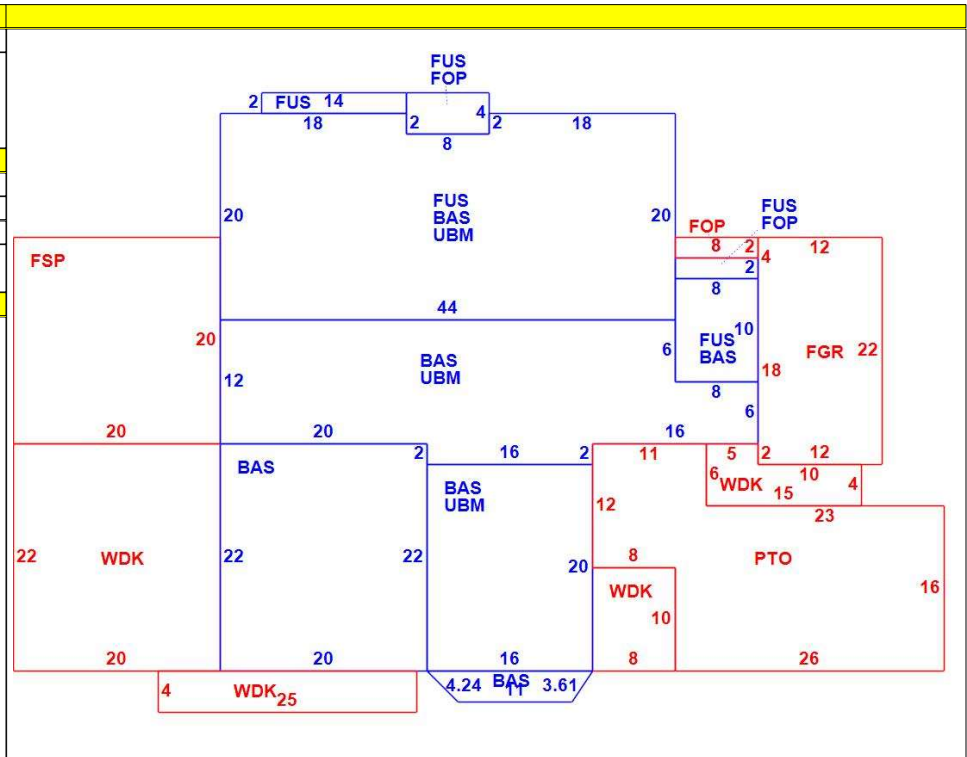 FUS
FOP
2 FUS 14
4
18 2 2 18
8
FUS
BAS
UBM
20 20
FUS
FOP
FOP
8 2 12
4
2
8
FSP
44
10
FUS
BAS
6
FGR 22
20
BAS
UBM
12
18
8
6
20 20 16
2 16 2 11 5 2 12
BAS
BAS
UBM
6 WDK 10
15 4
23
12
22 WDK 22 22 20 8 PTO
WDK
10
16
20 20 16 8 26
4 WDK 25
4.24 BAS 3.61
11